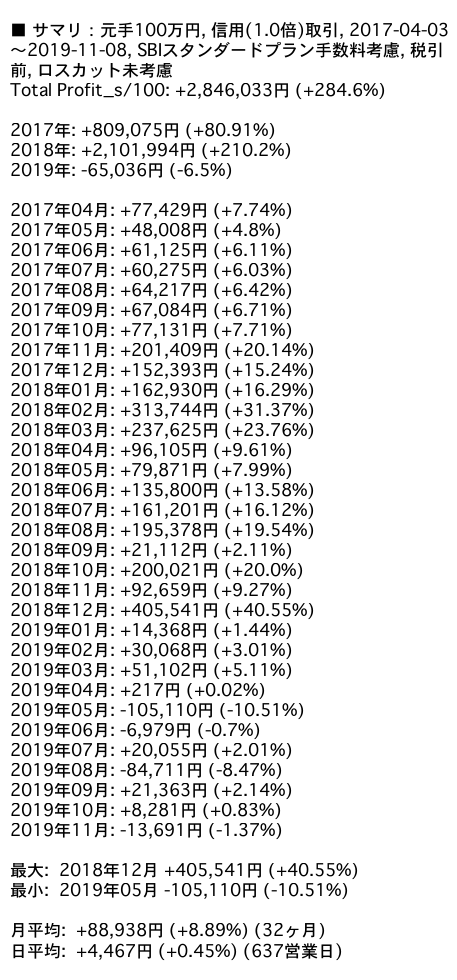 ■ サマリ：元手100万円, 信用(1.0倍)取引, 2017-04-03
〜2019-11-08, SBIスタンダードプラン手数料考慮, 税引
前, ロスカット未考慮
Total Profit_s/100: +2,846,033円 (+284.6%)
2017年: +809,075円 (+80.91%)
2018年: +2,101,994円 (+210.2%)
2019年: -65,036円 (-6.5%)
2017年04月: +77,429円 (+7.74%)
2017年05月: +48,008円 (+4.8%)
2017年06月: +61,125円 (+6.11%)
2017年07月: +60,275円 (+6.03%)
2017年08月: +64,217円 (+6.42%)
2017年09月: +67,084円 (+6.71%)
2017年10月: +77,131円 (+7.71%)
2017年11月: +201,409円 (+20.14%)
2017年12月: +152,393円 (+15.24%)
2018年01月: +162,930円 (+16.29%)
2018年02月: +313,744円 (+31.37%)
2018年03月: +237,625円 (+23.76%)
2018年04月: +96,105円 (+9.61%)
2018年05月: +79,871円 (+7.99%)
2018年06月: +135,800円 (+13.58%)
2018年07月: +161,201円 (+16.12%)
2018年08月: +195,378円 (+19.54%)
2018年09月: +21,112円 (+2.11%)
2018年10月: +200,021円 (+20.0%)
2018年11月: +92,659円 (+9.27%)
2018年12月: +405,541円 (+40.55%)
2019年01月: +14,368円 (+1.44%)
2019年02月: +30,068円 (+3.01%)
2019年03月: +51,102円 (+5.11%)
2019年04月: +217円 (+0.02%)
2019年05月: -105,110円 (-10.51%)
2019年06月: -6,979円 (-0.7%)
2019年07月: +20,055円 (+2.01%)
2019年08月: -84,711円 (-8.47%)
2019年09月: +21,363円 (+2.14%)
2019年10月: +8,281円 (+0.83%)
2019年11月: -13,691円 (-1.37%)
最大: 2018年12月 +405,541円 (+40.55%)
最小: 2019年05月 -105,110円 (-10.51%)
月平均: +88,938円 (+8.89%) (32ヶ月)
日平均: +4,467円 (+0.45%) (637営業日)